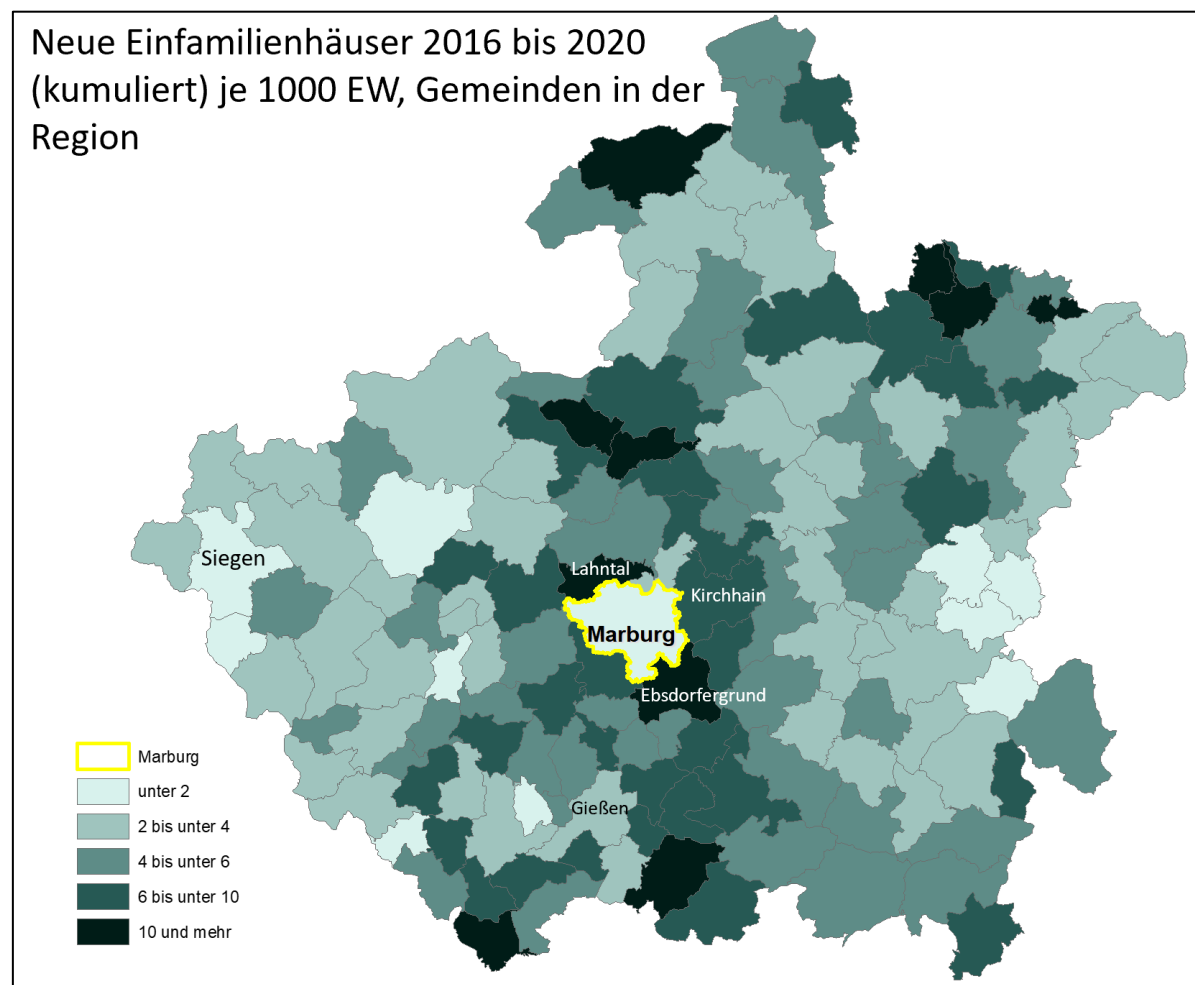 Neue Einfamilienhäuser 2016 bis 2020
(kumuliert) je 1000 EW, Gemeinden in der
Region
Siegen
Lahntal
Kirchhain
Marburg
Ebsdorfergrund
Gießen
Marburg
unter 2
2 bis unter 4
4 bis unter 6
6 bis unter 10
10 und mehr